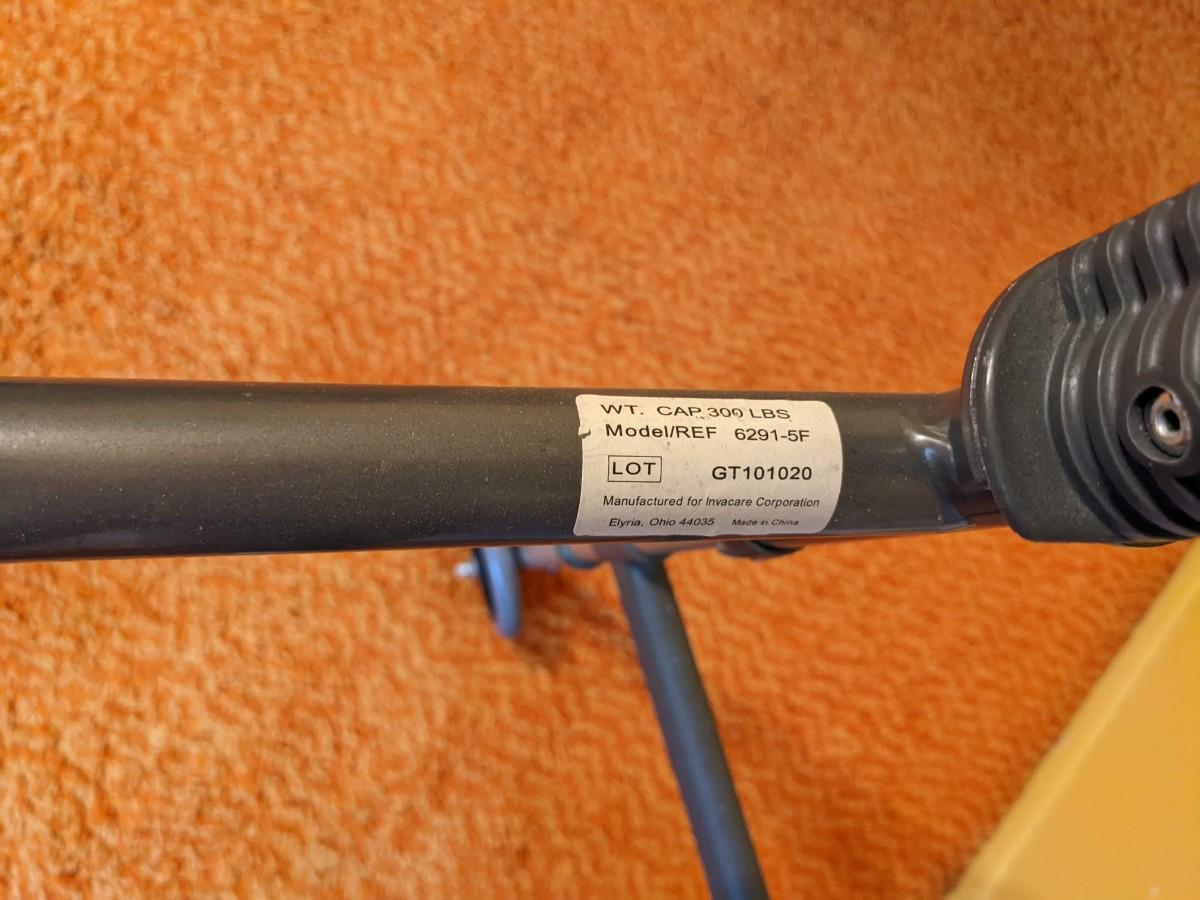 WT. CAP 300 LBS
Model/REF 6291-5F
LOT GT101020
Manufactured for Invacare Corporation
Elyria, Ohio 44035 Made in China